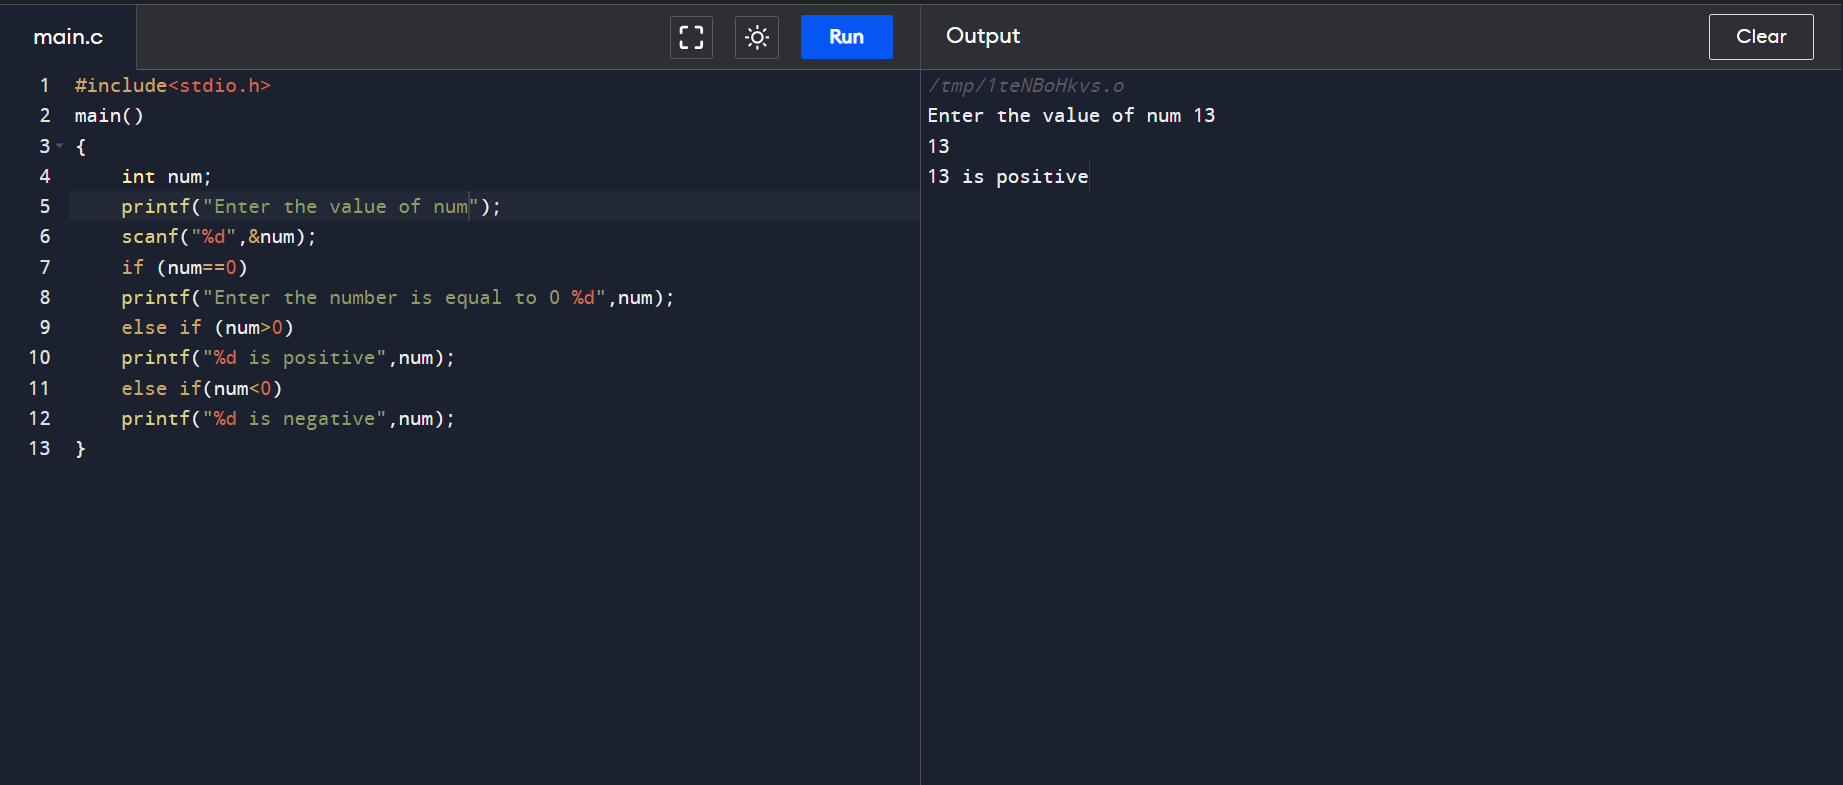 main.c
Run
Output
Clear
1 #include<stdio.h>
2 main()
3 {
4     int num;
5     printf("Enter the value of num");
6     scanf("%d",&num);
7     if (num==0)
8     printf("Enter the number is equal to 0 %d",num);
9     else if (num>0)
10     printf("%d is positive",num);
11     else if(num<0)
12     printf("%d is negative",num);
13 }
/tmp/1teNBoHkvs.o
Enter the value of num 13
13
13 is positive